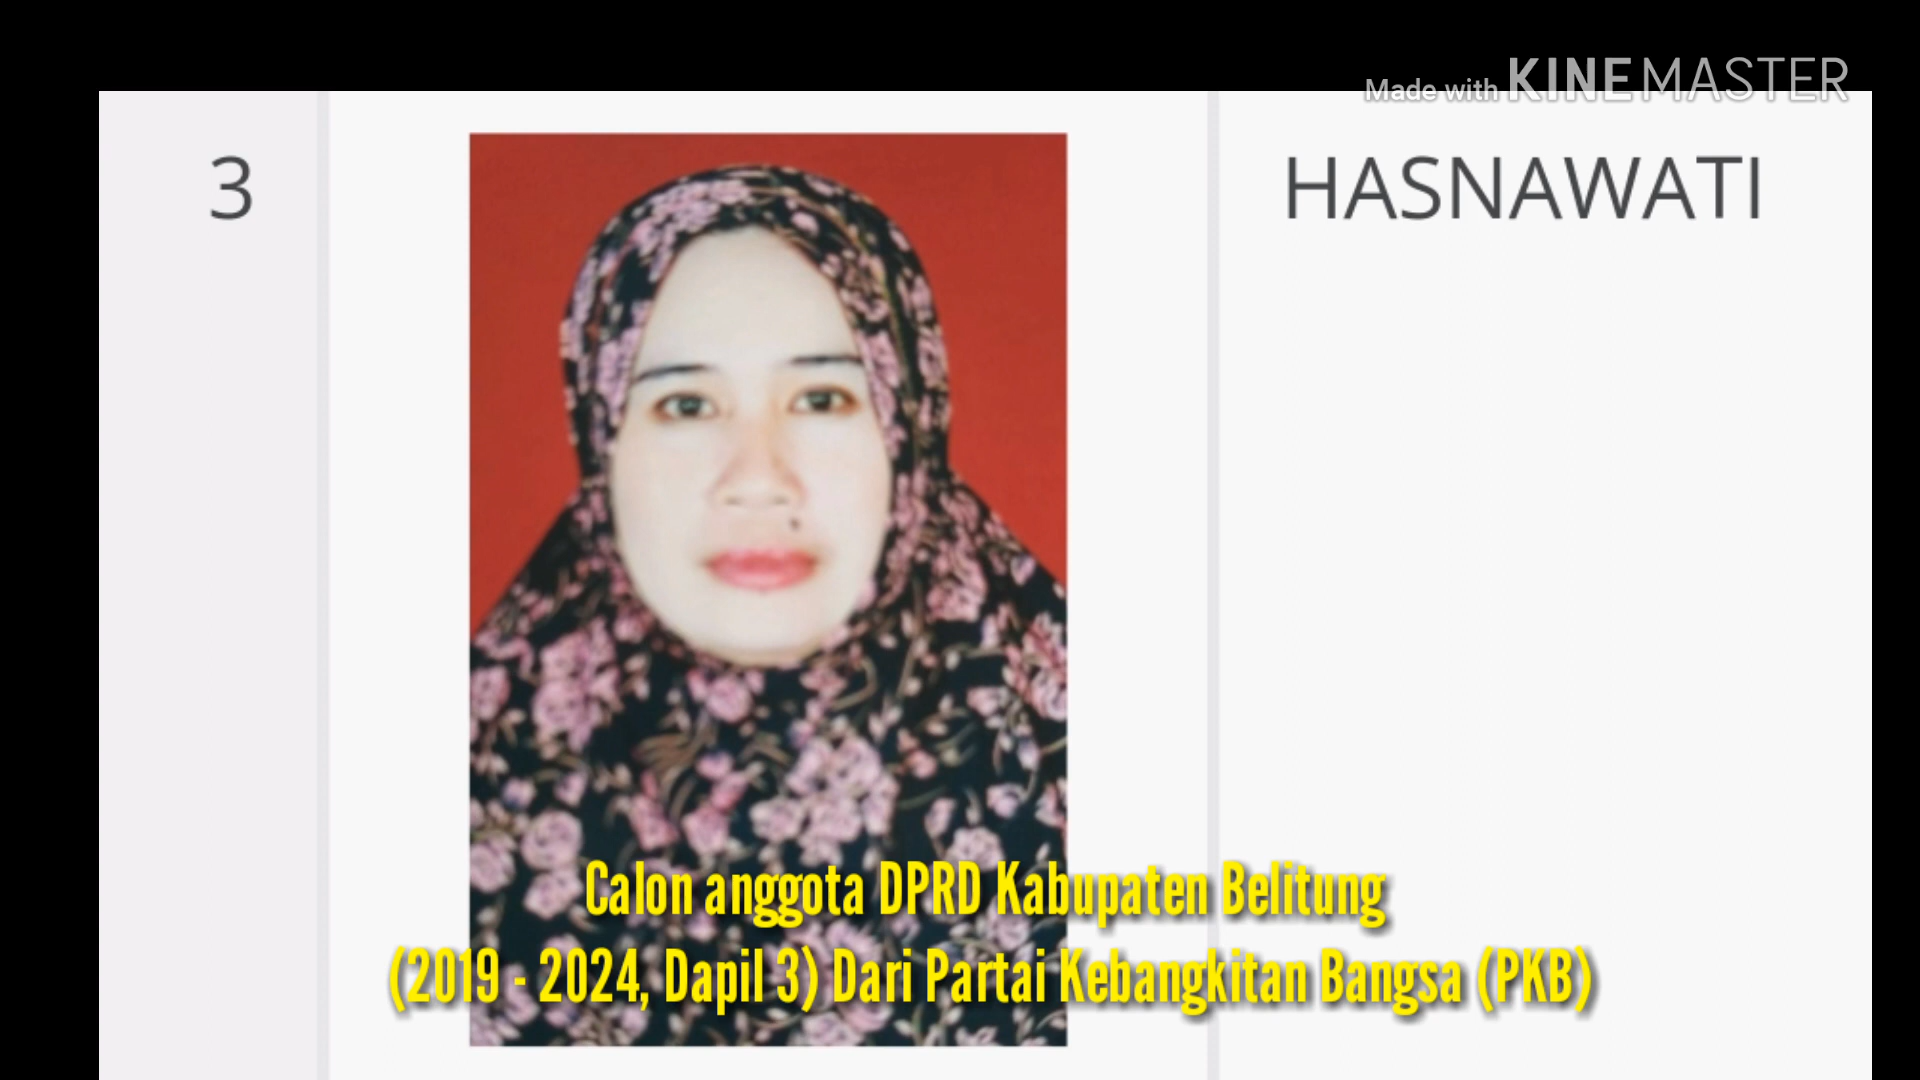 Made with KINEMASTER
3
HASNAWATI
Calon anggota DPRD Kabupaten Belitung
(2019 - 2024, Dapil 3) Dari Partai Kebangkitan Bangsa (PKB)